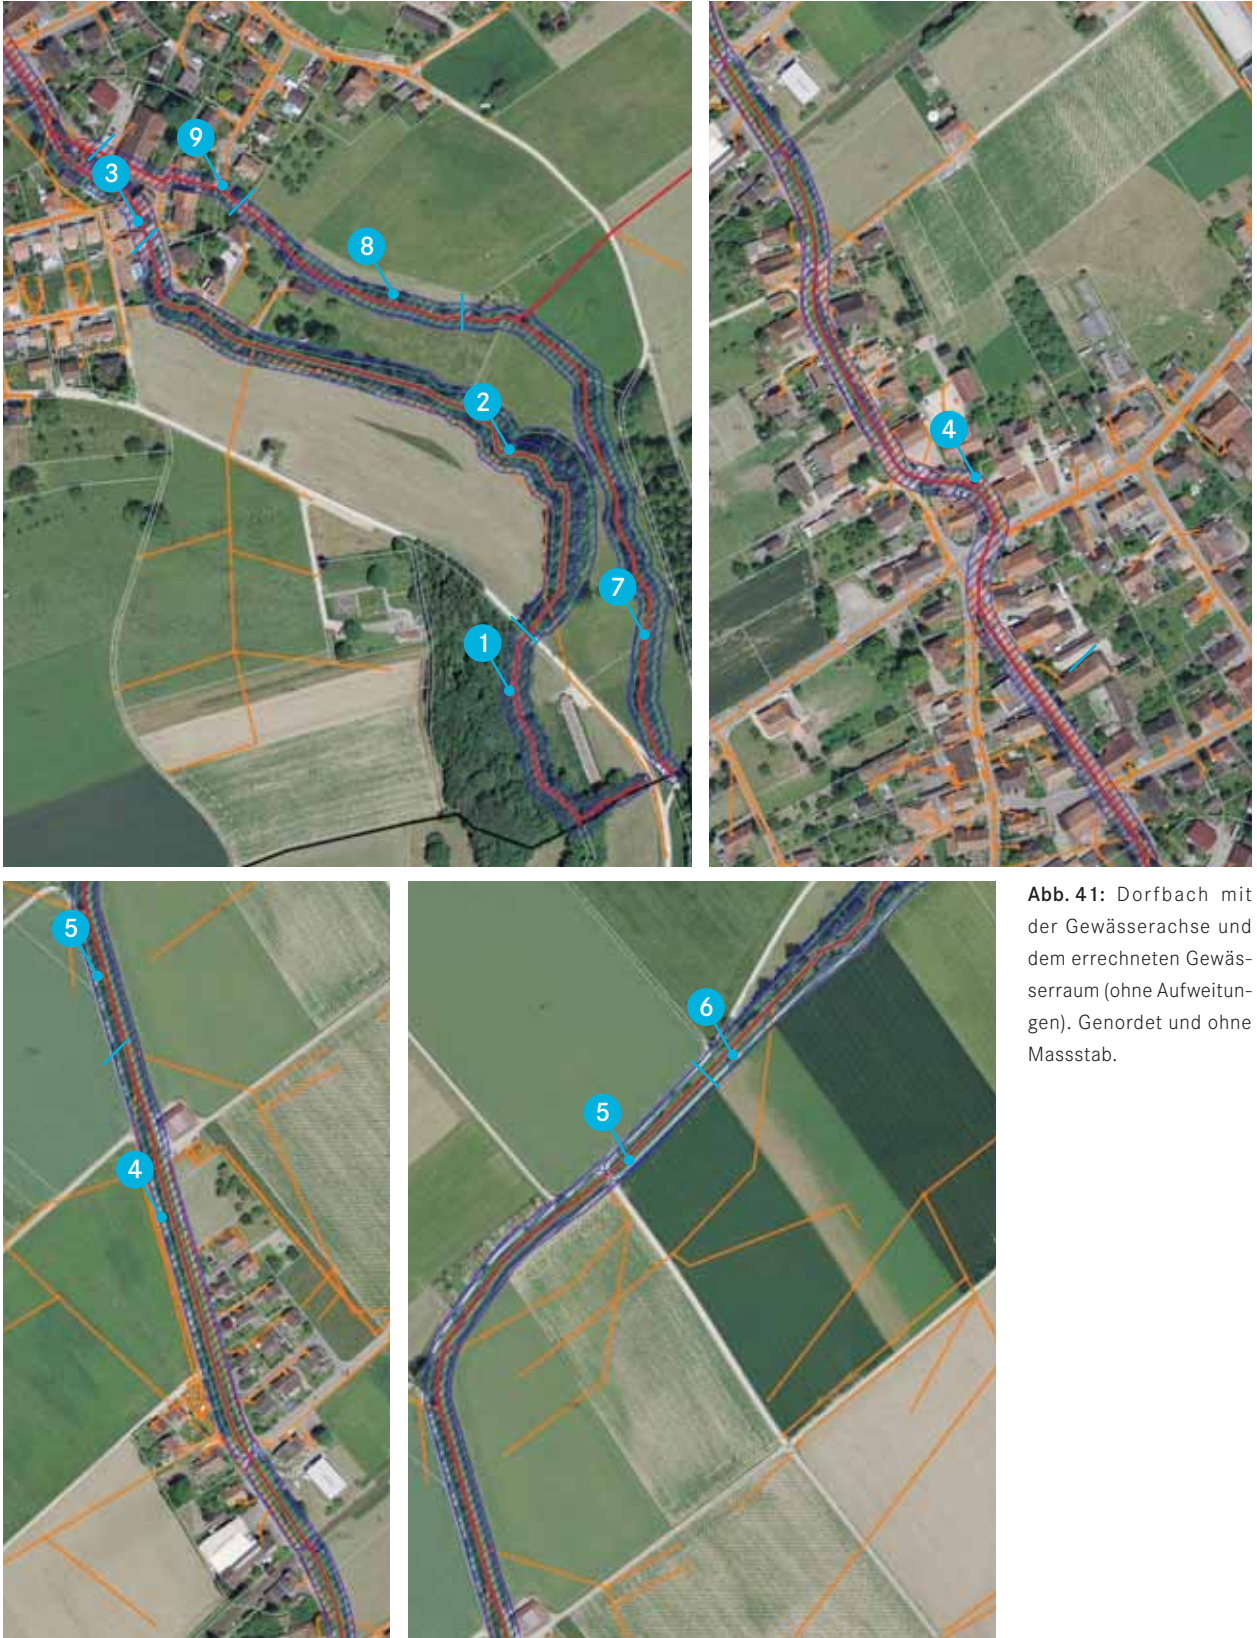 9
3
8
2
7
1
4
5
4
6
5
Abb. 41: Dorfbach mit
der Gewässerachse und
dem errechneten Gewäs-
serraum (ohne Aufweitun-
gen). Genordet und ohne
Massstab.